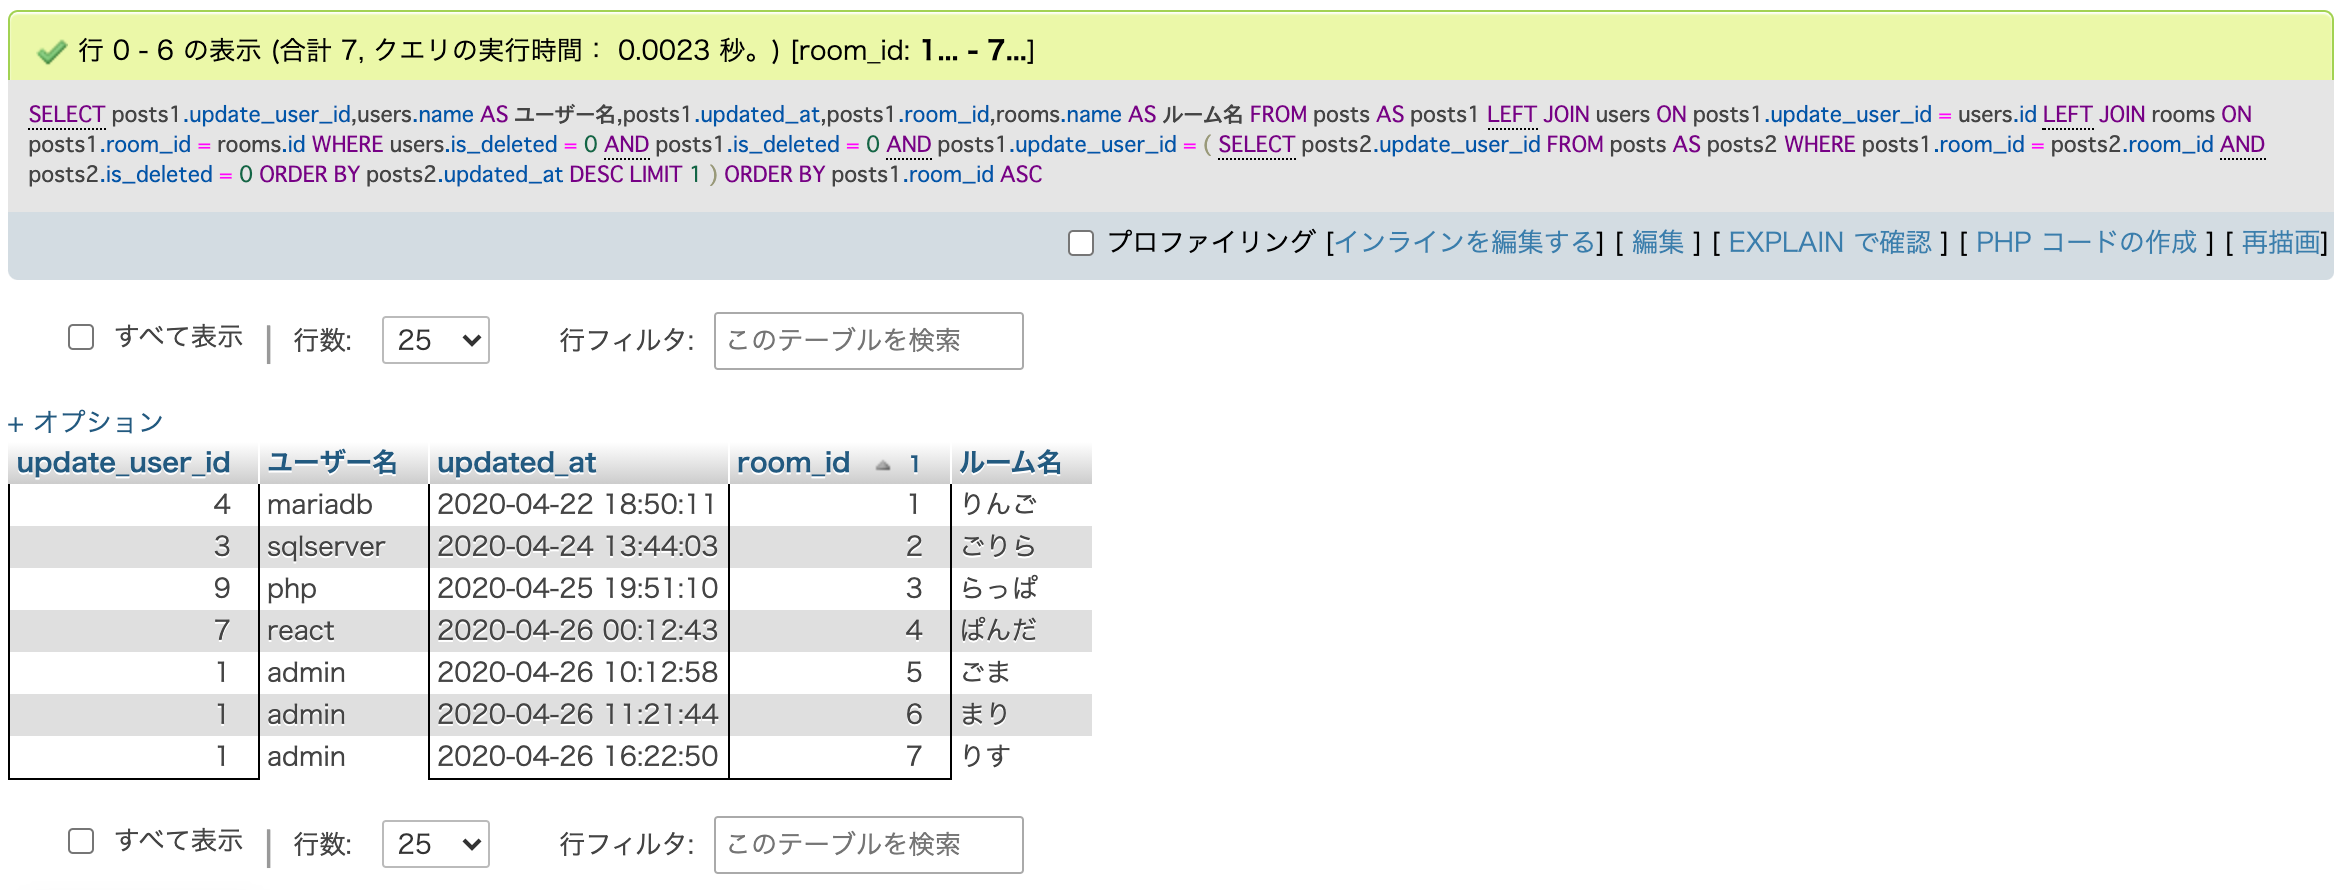 行 0 - 6 の表示 (合計 7, クエリの実行時間： 0.0023 秒。) [room_id: 1... - 7...]
SELECT posts1.update_user_id,users.name AS ユーザー名,posts1.updated_at,posts1.room_id,rooms.name AS ルーム名 FROM posts AS posts1 LEFT JOIN users ON posts1.update_user_id = users.id LEFT JOIN rooms ON
posts1.room_id = rooms.id WHERE users.is_deleted = 0 AND posts1.is_deleted = 0 AND posts1.update_user_id = ( SELECT posts2.update_user_id FROM posts AS posts2 WHERE posts1.room_id = posts2.room_id AND
posts2.is_deleted = 0 ORDER BY posts2.updated_at DESC LIMIT 1 ) ORDER BY posts1.room_id ASC
プロファイリング [インラインを編集する] [ 編集 ] [ EXPLAIN で確認 ] [ PHP コードの作成 ] [ 再描画]
すべて表示 | 行数: 25 行フィルタ: このテーブルを検索
+ オプション
update_user_id ユーザー名 updated_at room_id 1 ルーム名
4 mariadb 2020-04-22 18:50:11 1 りんご
3 sqlserver 2020-04-24 13:44:03 2 ごりら
9 php 2020-04-25 19:51:10 3 らっぱ
7 react 2020-04-26 00:12:43 4 ぱんだ
1 admin 2020-04-26 10:12:58 5 ごま
1 admin 2020-04-26 11:21:44 6 まり
1 admin 2020-04-26 16:22:50 7 りす
すべて表示 | 行数: 25 行フィルタ: このテーブルを検索